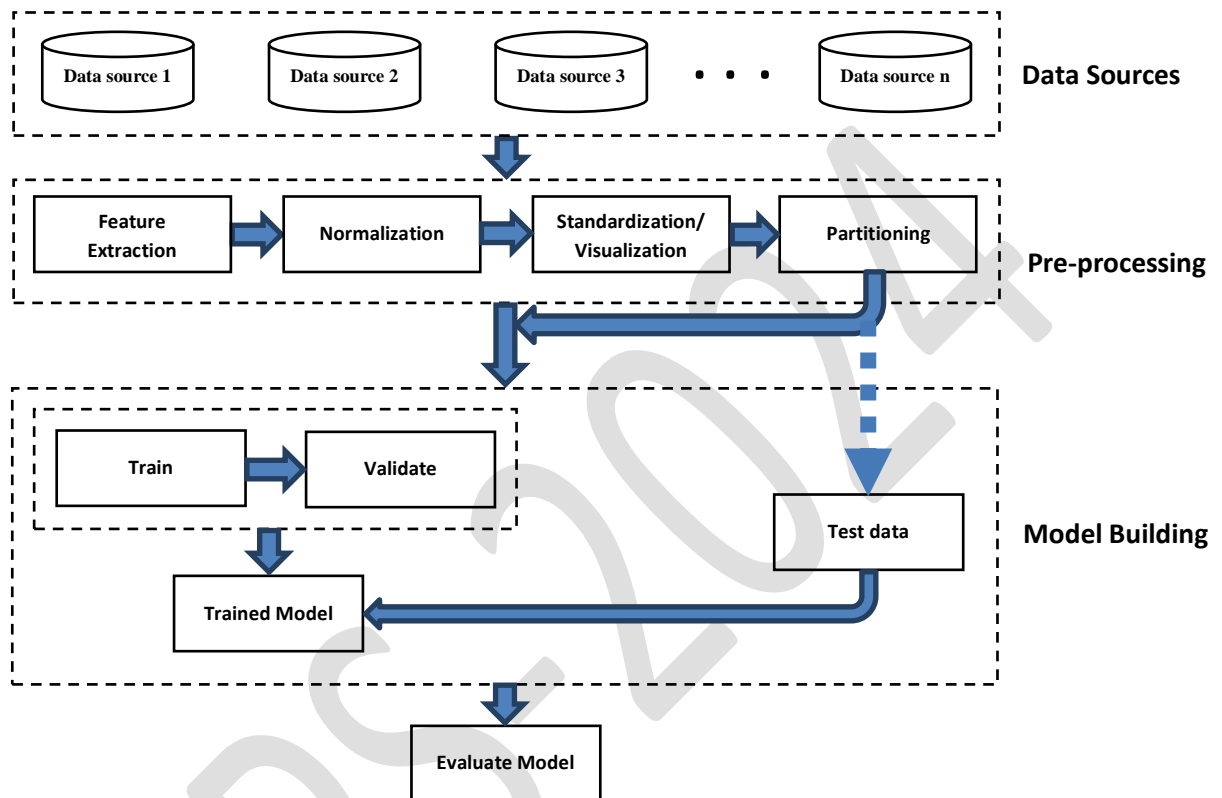 Data source 1
Data source 2
Data source 3
. . .
Data source n
Data Sources
Feature
Extraction
Normalization
Standardization/
Visualization
Partitioning
Pre-processing
Train
Validate
Test data
Model Building
Trained Model
Evaluate Model